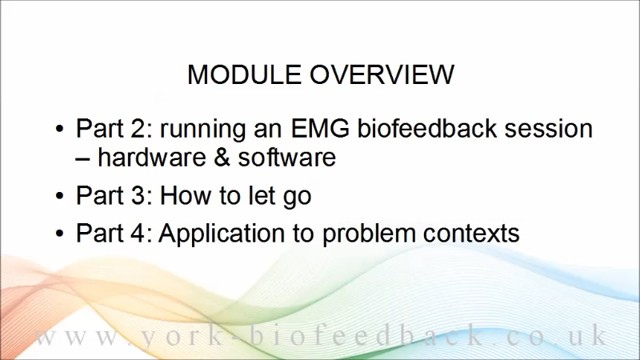 MODULE OVERVIEW
• Part 2: running an EMG biofeedback session
– hardware & software
• Part 3: How to let go
• Part 4: Application to problem contexts
www.york-biofeedback.co.uk